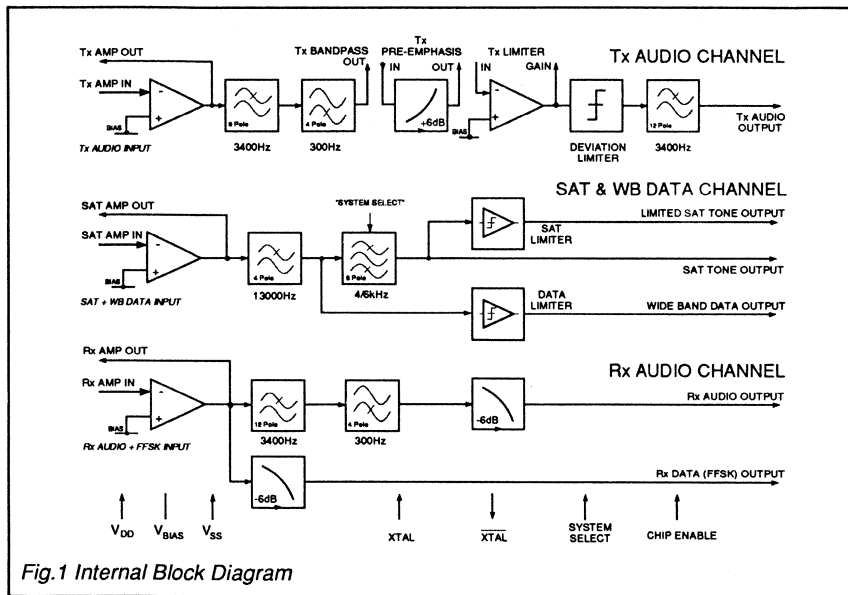 Tx AMP OUT
Tx AMP IN
BIAS
Tx AUDIO INPUT
-
+
8 Pole
3400Hz
4 Pole
300Hz
Tx BANDPASS
OUT
Tx
PRE-EMPHASIS
IN
OUT
+6dB
Tx LIMITER
IN
GAIN
BIAS
-
+
DEVIATION
LIMITER
12 Pole
3400Hz
Tx AUDIO CHANNEL
Tx AUDIO
OUTPUT
SAT & WB DATA CHANNEL
SAT AMP OUT
SAT AMP IN
BIAS
SAT + WB DATA INPUT
-
+
4 Pole
13000Hz
"SYSTEM SELECT"
8 Pole
4/6kHz
SAT
LIMITER
LIMITED SAT TONE OUTPUT
SAT TONE OUTPUT
DATA
LIMITER
WIDE BAND DATA OUTPUT
Rx AUDIO CHANNEL
Rx AMP OUT
Rx AMP IN
BIAS
Rx AUDIO + FFSK INPUT
-
+
12 Pole
3400Hz
4 Pole
300Hz
-6dB
Rx AUDIO OUTPUT
-6dB
Rx DATA (FFSK) OUTPUT
VDD
VBIAS
VSS
XTAL
XTAL
SYSTEM
SELECT
CHIP ENABLE
Fig.1 Internal Block Diagram